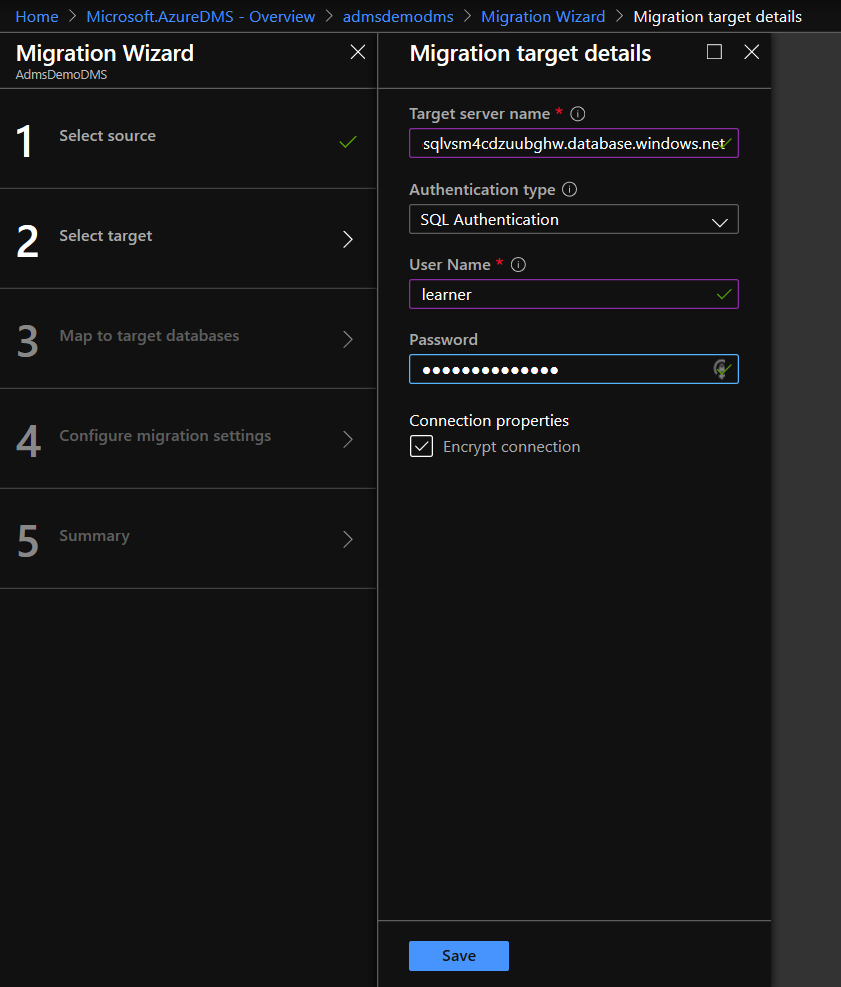 Home > Microsoft.AzureDMS - Overview > admsdemodms > Migration Wizard > Migration target details
Migration Wizard
AdmsDemoDMS
1 Select source
2 Select target
3 Map to target databases
4 Configure migration settings
5 Summary
Migration target details
Target server name *
sqlvsm4cdzuubghw.database.windows.net
Authentication type
SQL Authentication
User Name *
learner
Password
••••••••••••••
Connection properties
Encrypt connection
Save